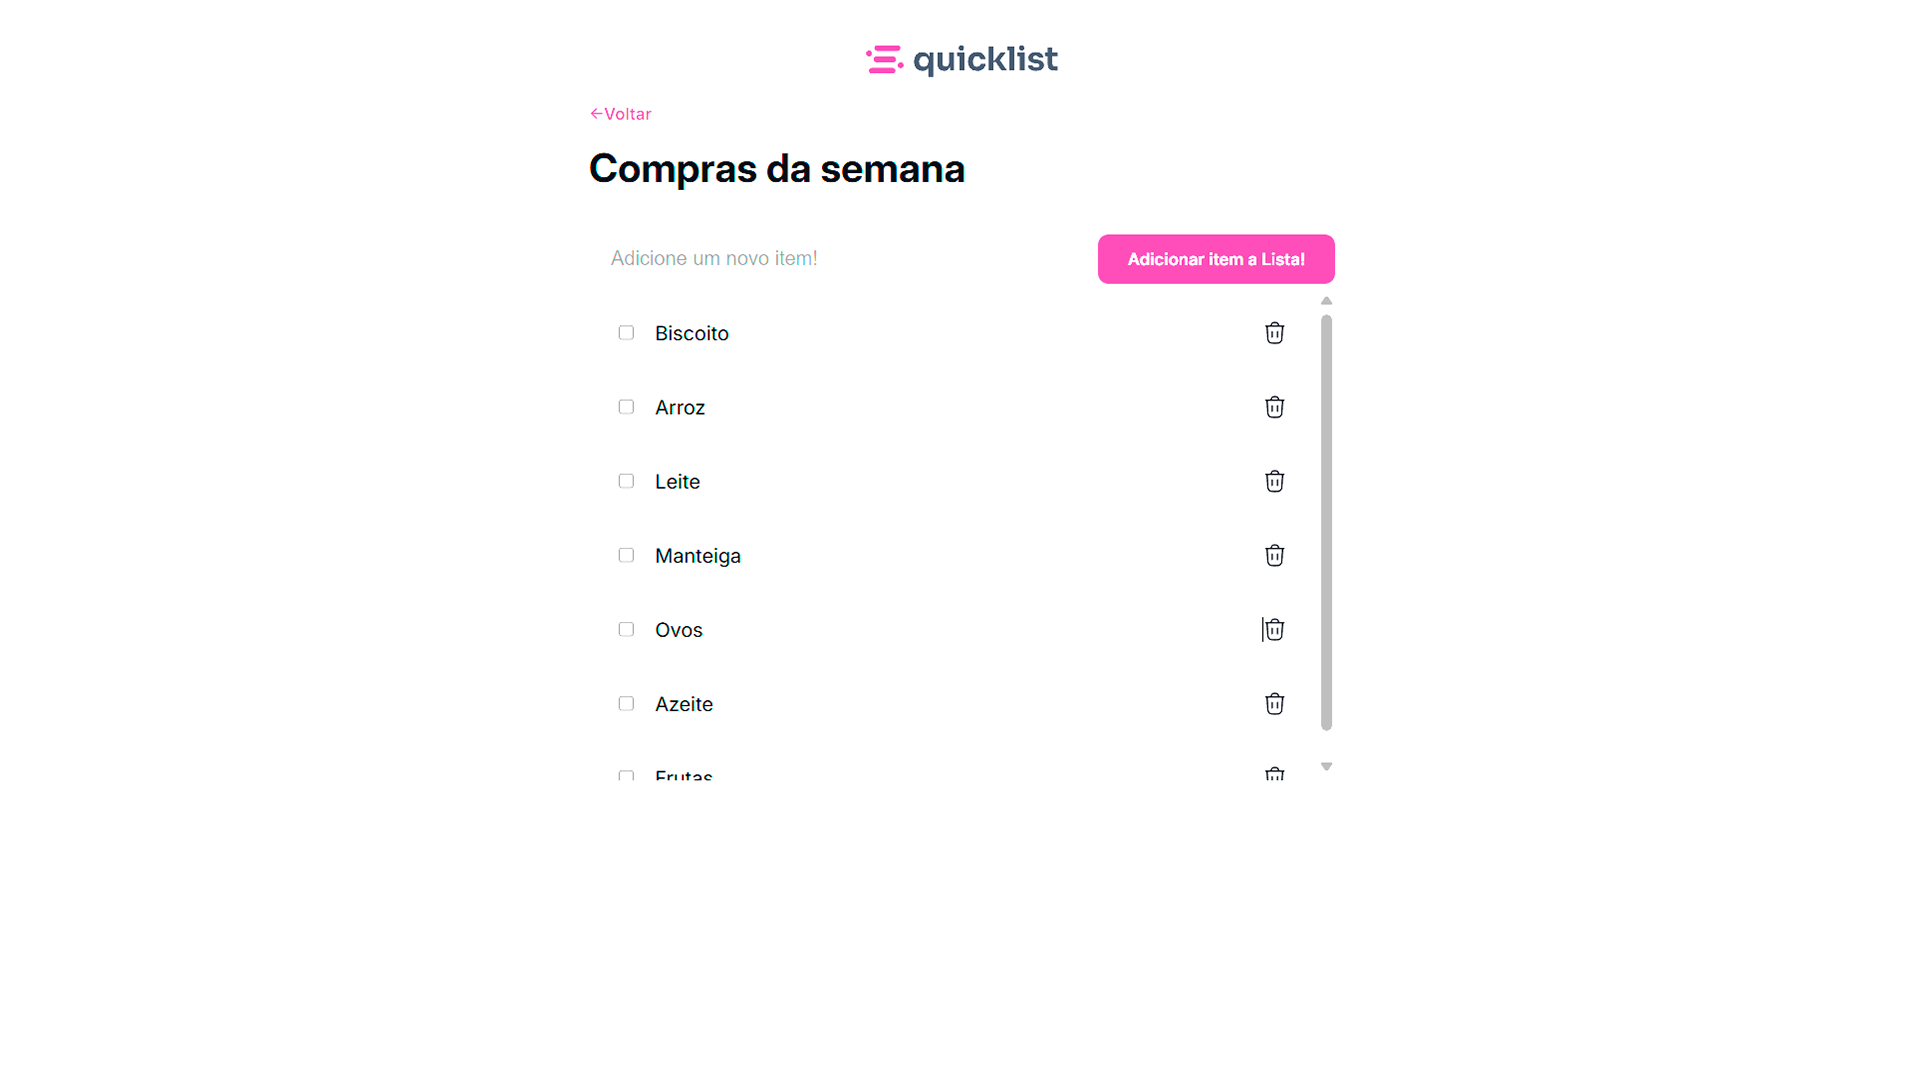 quicklist
←Voltar
Compras da semana
Adicione um novo item!
Adicionar item a Lista!
Biscoito
Arroz
Leite
Manteiga
Ovos
Azeite
Frutas